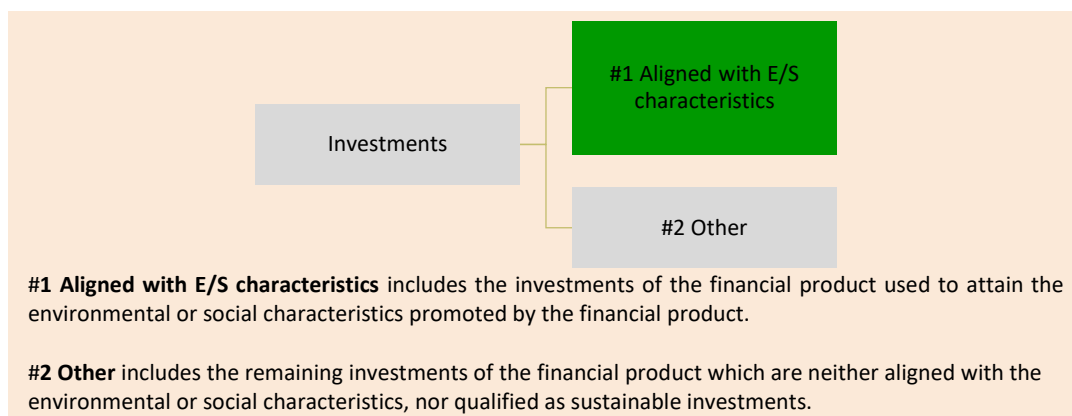 #1 Aligned with E/S
characteristics
Investments
#2 Other
#1 Aligned with E/S characteristics includes the investments of the financial product used to attain the
environmental or social characteristics promoted by the financial product.
#2 Other includes the remaining investments of the financial product which are neither aligned with the
environmental or social characteristics, nor qualified as sustainable investments.